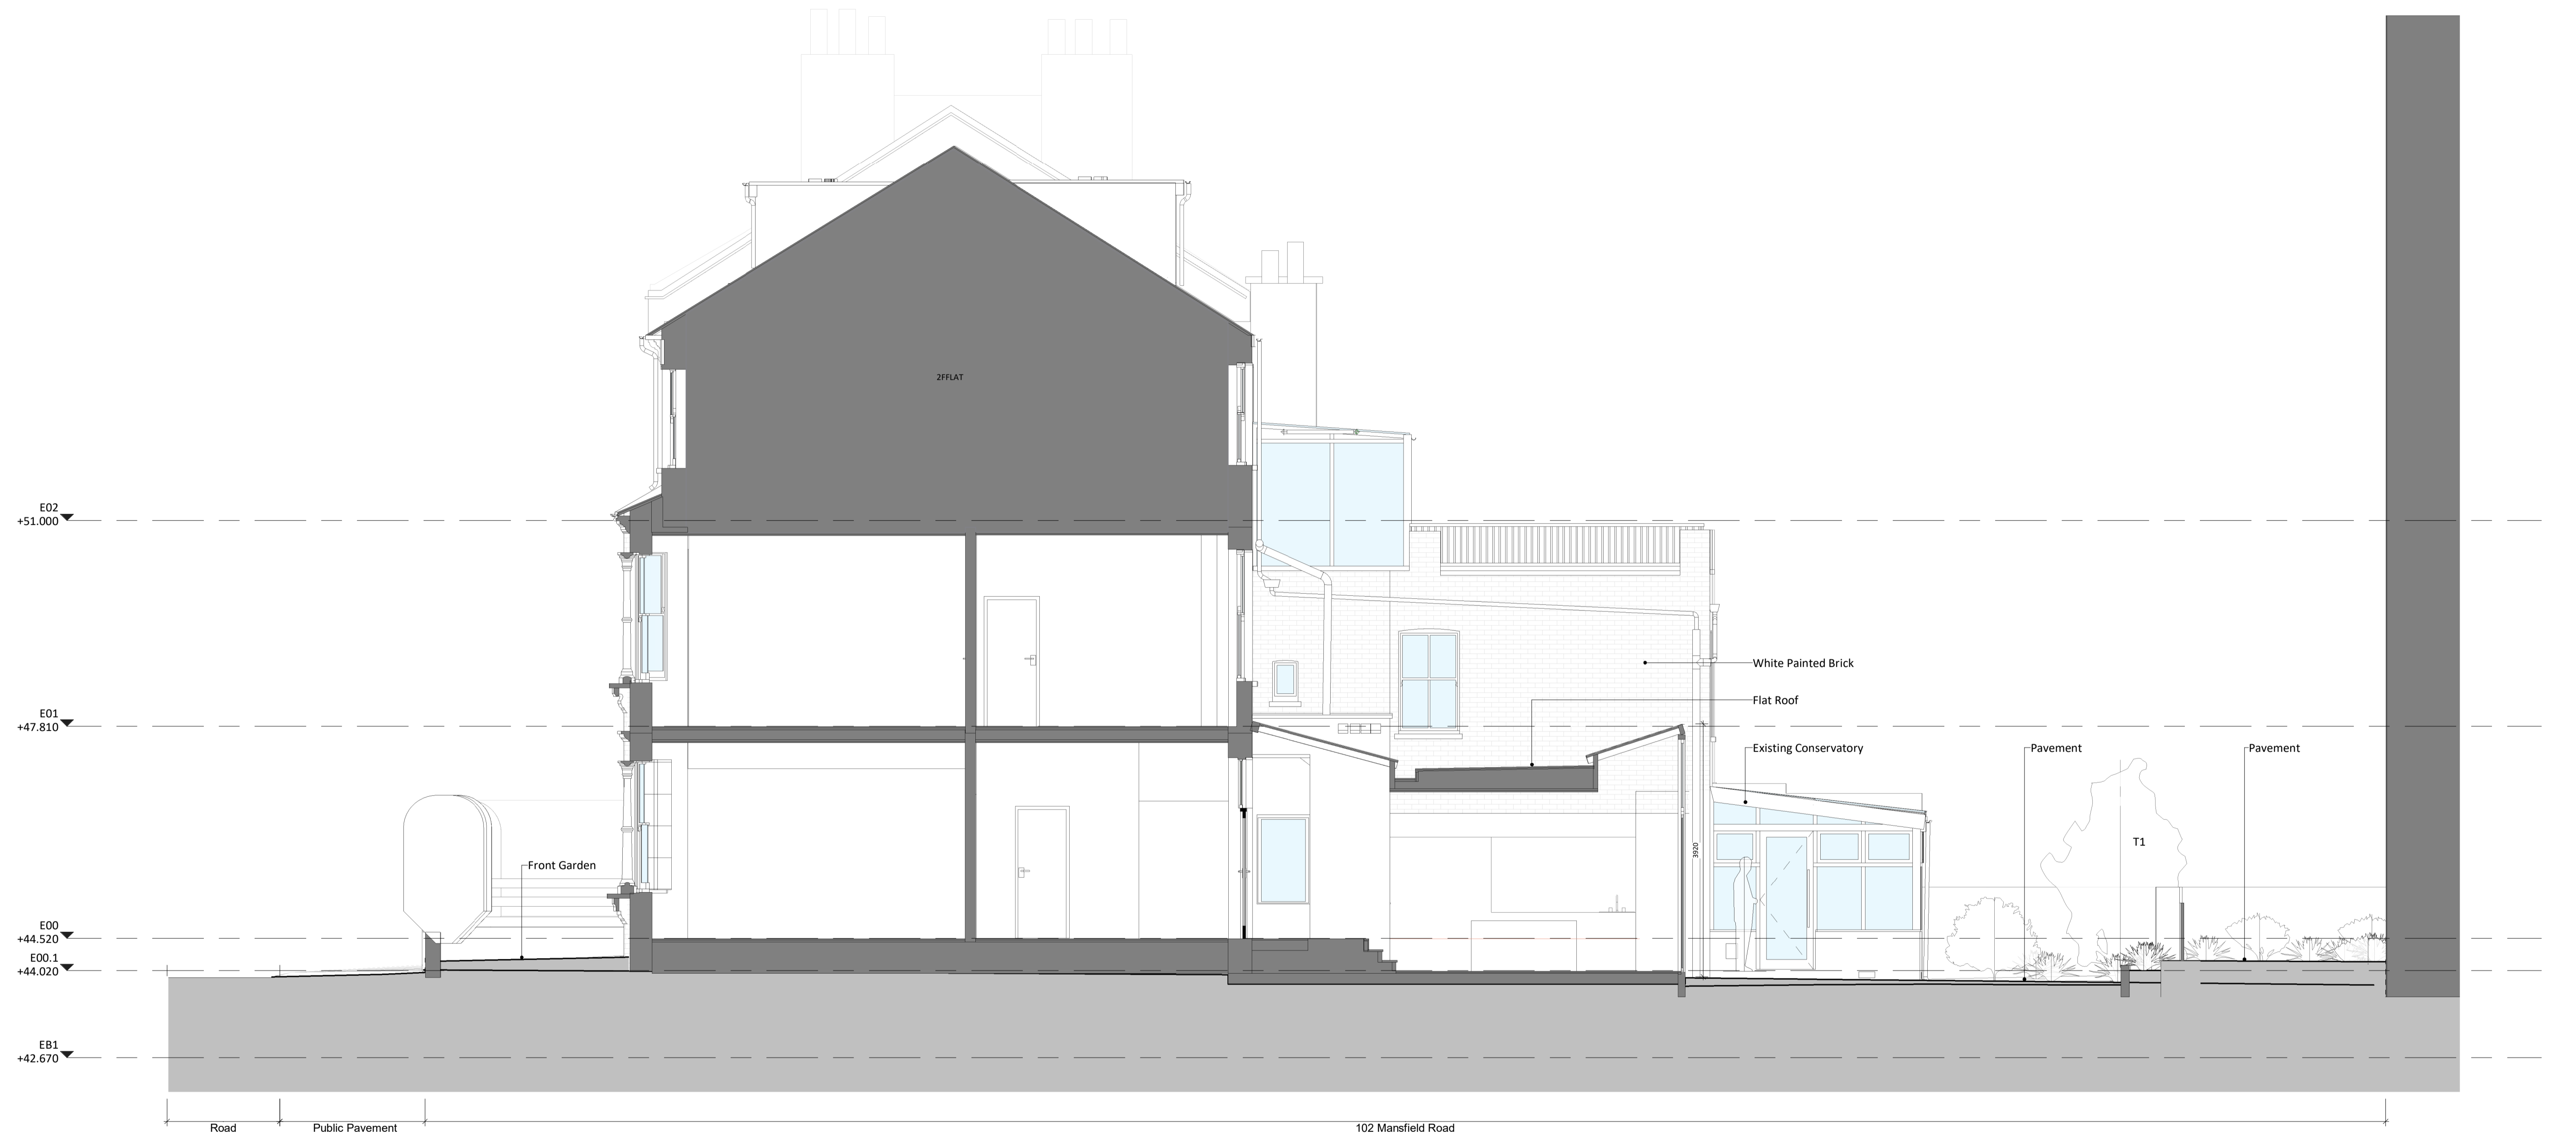 2FFLAT
E02
+51.000
White Painted Brick
Flat Roof
E01
+47.810
Existing Conservatory
Pavement
Pavement
T1
3920
Front Garden
E00
+44.520
E00.1
+44.020
EB1
+42.670
Road
Public Pavement
102 Mansfield Road